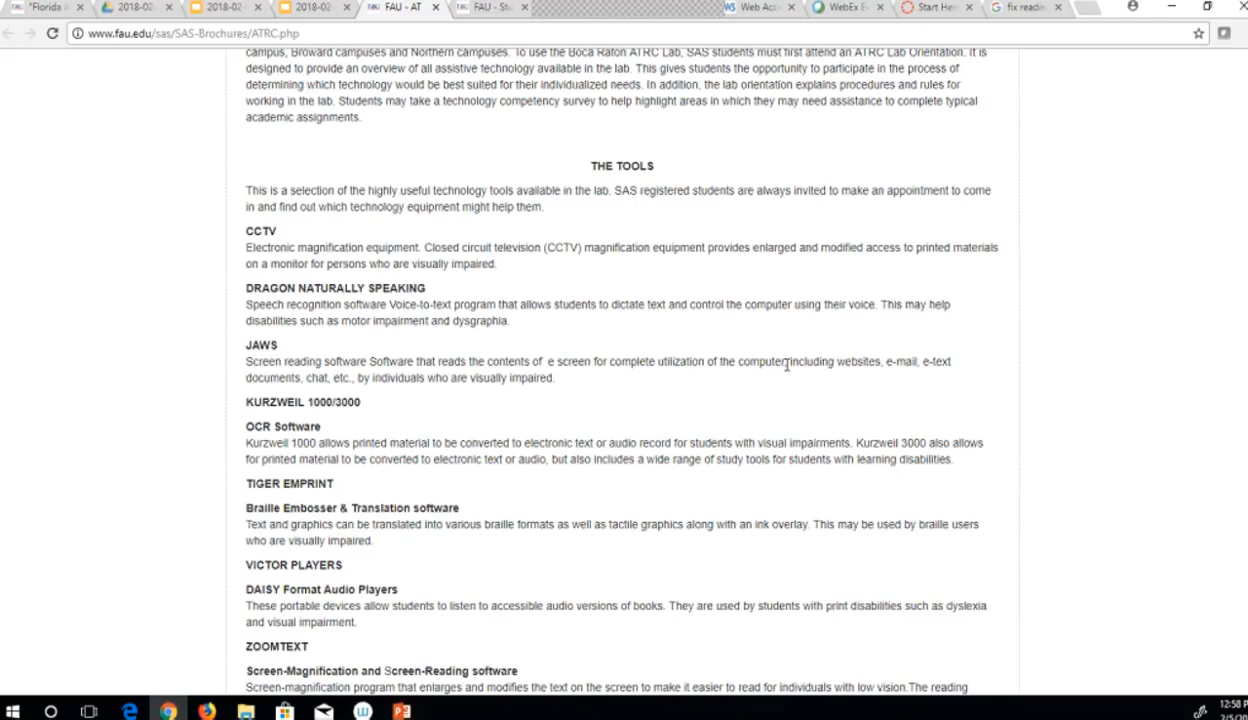 "Florida A
2018-02
2018-02
2018-02
FAU - AT
FAU - St
Web Acc
WebEx E
Start He
fix readin
www.fau.edu/sas/SAS-Brochures/ATRC.php
campus, Broward campuses and Northern campuses. To use the Boca Raton ATRC Lab, SAS students must first attend an ATRC Lab Orientation. It is
designed to provide an overview of all assistive technology available in the lab. This gives students the opportunity to participate in the process of
determining which technology would be best suited for their individualized needs. In addition, the lab orientation explains procedures and rules for
working in the lab. Students may take a technology competency survey to help highlight areas in which they may need assistance to complete typical
academic assignments.
THE TOOLS
This is a selection of the highly useful technology tools available in the lab. SAS registered students are always invited to make an appointment to come
in and find out which technology equipment might help them.
CCTV
Electronic magnification equipment. Closed circuit television (CCTV) magnification equipment provides enlarged and modified access to printed materials
on a monitor for persons who are visually impaired.
DRAGON NATURALLY SPEAKING
Speech recognition software Voice-to-text program that allows students to dictate text and control the computer using their voice. This may help
disabilities such as motor impairment and dysgraphia.
JAWS
Screen reading software Software that reads the contents of e screen for complete utilization of the computer including websites, e-mail, e-text
documents, chat, etc., by individuals who are visually impaired.
KURZWEIL 1000/3000
OCR Software
Kurzweil 1000 allows printed material to be converted to electronic text or audio record for students with visual impairments. Kurzweil 3000 also allows
for printed material to be converted to electronic text or audio, but also includes a wide range of study tools for students with learning disabilities.
TIGER EMPRINT
Braille Embosser & Translation software
Text and graphics can be translated into various braille formats as well as tactile graphics along with an ink overlay. This may be used by braille users
who are visually impaired.
VICTOR PLAYERS
DAISY Format Audio Players
These portable devices allow students to listen to accessible audio versions of books. They are used by students with print disabilities such as dyslexia
and visual impairment.
ZOOMTEXT
Screen-Magnification and Screen-Reading software
Screen-magnification program that enlarges and modifies the text on the screen to make it easier to read for individuals with low vision.The reading
12:58 P